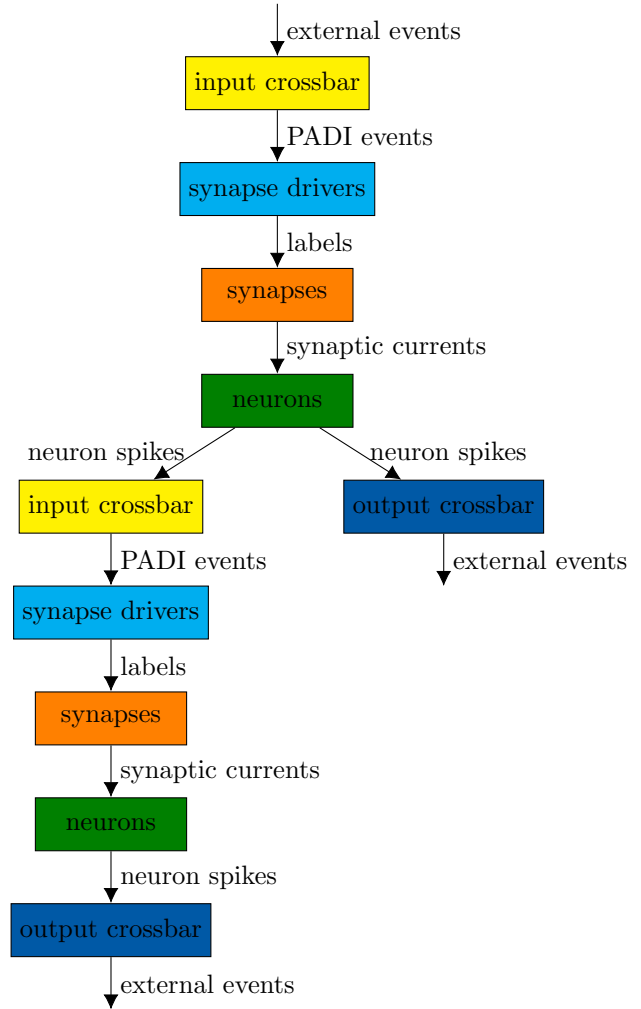 external events
input crossbar
PADI events
synapse drivers
labels
synapses
synaptic currents
neurons
neuron spikes
neuron spikes
input crossbar
output crossbar
PADI events
external events
synapse drivers
labels
synapses
synaptic currents
neurons
neuron spikes
output crossbar
external events